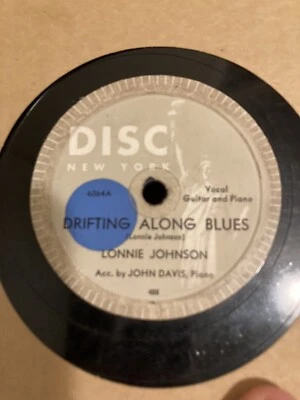 DISC
NEW YORK
6064A
Vocal
Guitar and Piano
DRIFTING ALONG BLUES
(Lonnie Johnson)
LONNIE JOHNSON
Acc. by JOHN DAVIS, Piano